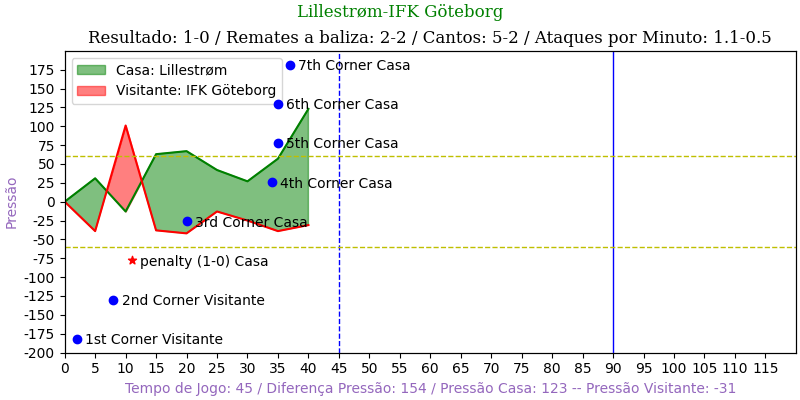 Lillestrøm-IFK Göteborg
Resultado: 1-0 / Remates a baliza: 2-2 / Cantos: 5-2 / Ataques por Minuto: 1.1-0.5
Casa: Lillestrøm
Visitante: IFK Göteborg
7th Corner Casa
6th Corner Casa
5th Corner Casa
4th Corner Casa
3rd Corner Casa
penalty (1-0) Casa
2nd Corner Visitante
1st Corner Visitante
Pressão
175
150
125
100
75
50
25
0
-25
-50
-75
-100
-125
-150
-175
-200
0 5 10 15 20 25 30 35 40 45 50 55 60 65 70 75 80 85 90 95 100 105 110 115
Tempo de Jogo: 45 / Diferença Pressão: 154 / Pressão Casa: 123 -- Pressão Visitante: -31